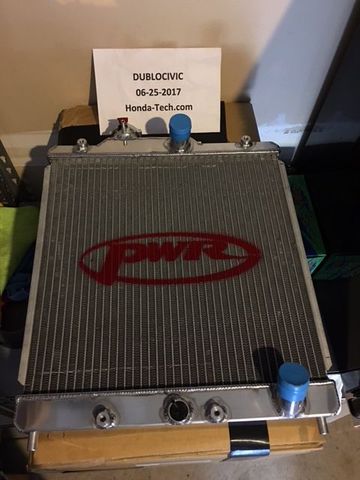 DUBLOCIVIC
06-25-2017
Honda-Tech.com
PWR